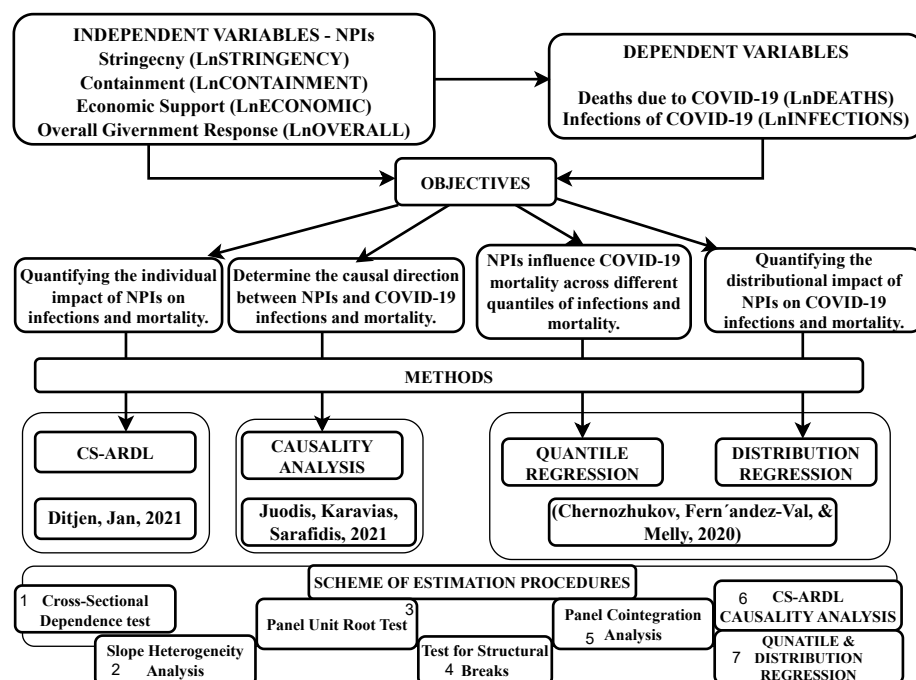 INDEPENDENT VARIABLES - NPIs
Stringecny (LnSTRINGENCY)
Containment (LnCONTAINMENT)
Economic Support (LnECONOMIC)
Overall Givernment Response (LnOVERALL)
DEPENDENT VARIABLES
Deaths due to COVID-19 (LnDEATHS)
Infections of COVID-19 (LnINFECTIONS)
OBJECTIVES
Quantifying the individual
impact of NPIs on
infections and mortality.
Determine the causal direction
between NPIs and COVID-19
infections and mortality.
NPIs influence COVID-19
mortality across different
quantiles of infections and
mortality.
Quantifying the
distributional impact of
NPIs on COVID-19
infections and mortality.
METHODS
CS-ARDL
Ditjen, Jan, 2021
CAUSALITY
ANALYSIS
Juodis, Karavias,
Sarafidis, 2021
QUANTILE
REGRESSION
DISTRIBUTION
REGRESSION
(Chernozhukov, Fern´andez-Val, &
Melly, 2020)
SCHEME OF ESTIMATION PROCEDURES
1 Cross-Sectional
Dependence test
Slope Heterogeneity
2 Analysis
3
Panel Unit Root Test
Test for Structural
4 Breaks
Panel Cointegration
5 Analysis
6 CS-ARDL
CAUSALITY ANALYSIS
QUNATILE &
7 DISTRIBUTION
REGRESSION